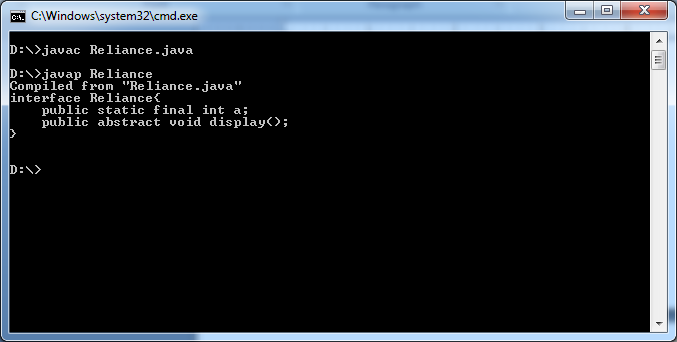 C:\Windows\system32\cmd.exe
D:\>javac Reliance.java
D:\>javap Reliance
Compiled from "Reliance.java"
interface Reliance{
    public static final int a;
    public abstract void display();
}
D:\>